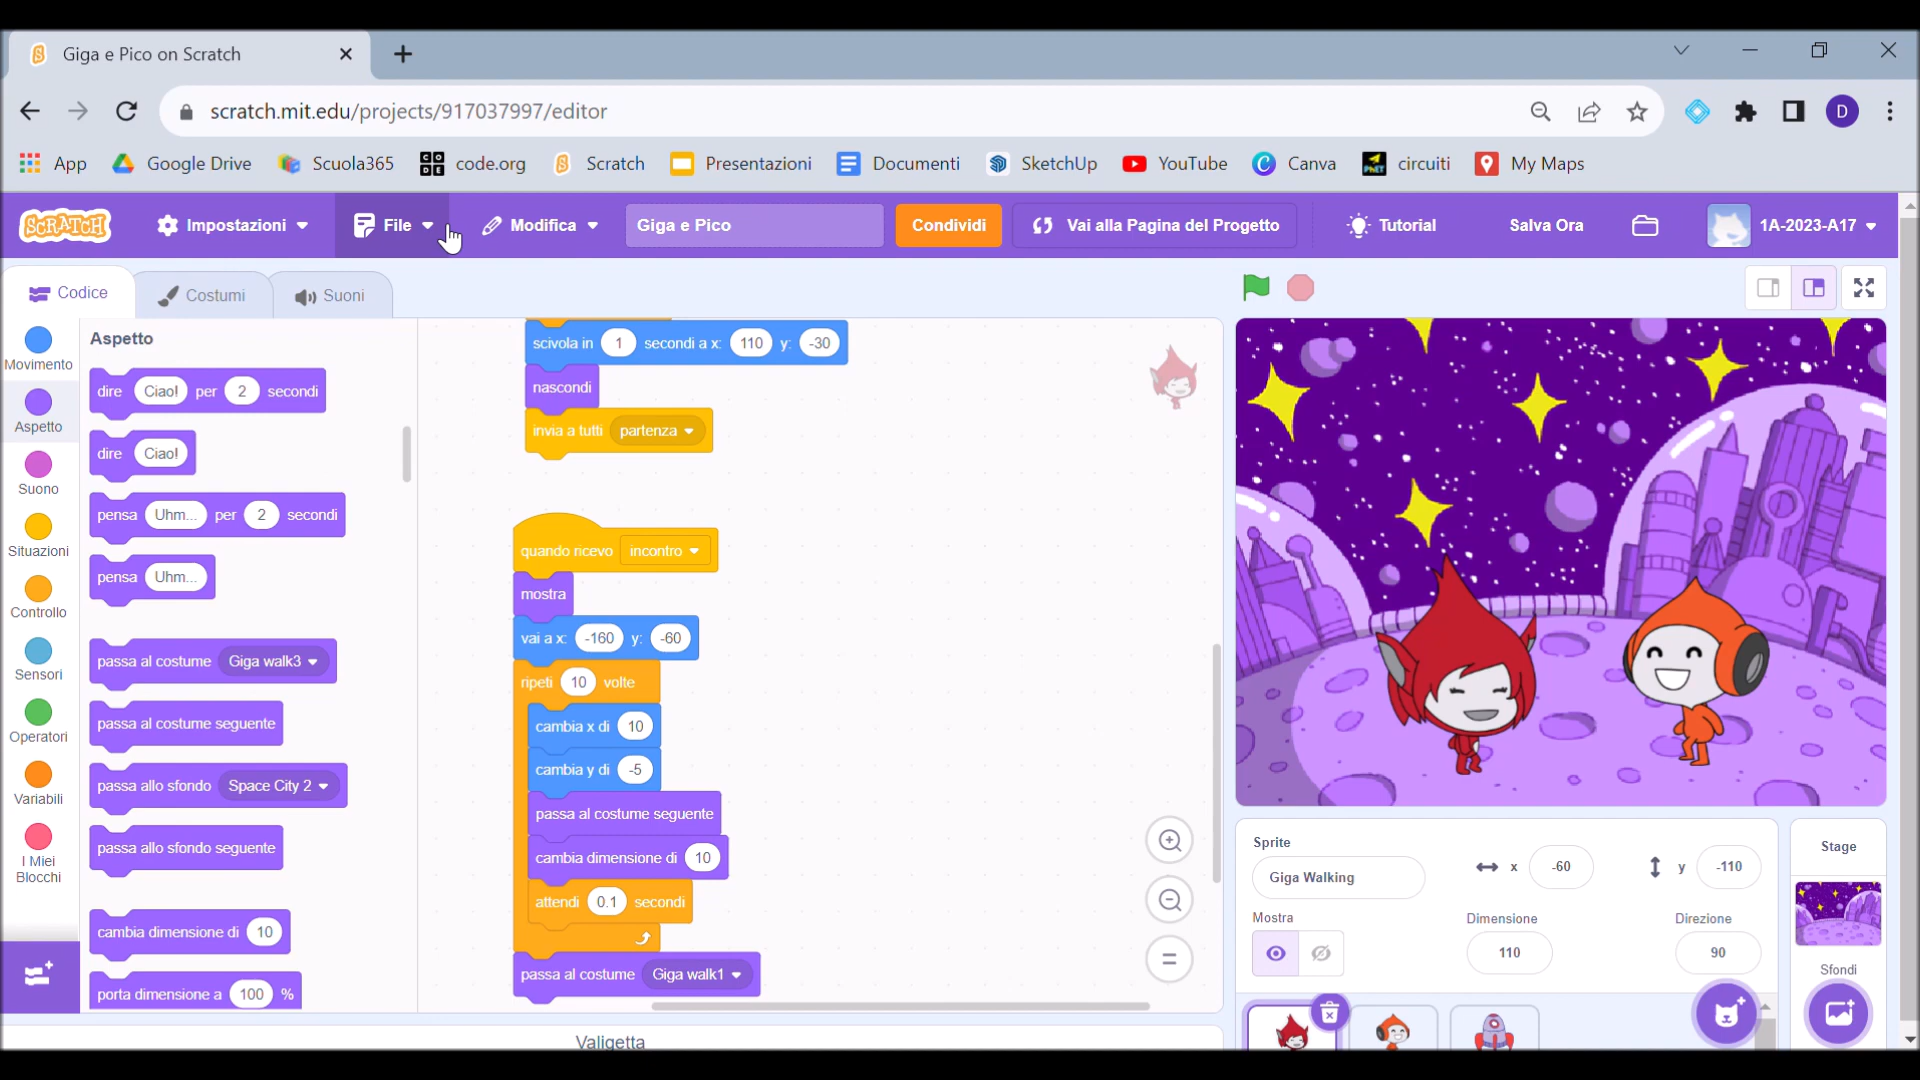 Giga e Pico on Scratch
scratch.mit.edu/projects/917037997/editor
D
App Google Drive Scuola365 CODE code.org Scratch Presentazioni Documenti SketchUp YouTube Canva circuiti My Maps
SCRATCH Impostazioni File Modifica Giga e Pico Condividi Vai alla Pagina del Progetto Tutorial Salva Ora 1A-2023-A17
Codice Costumi Suoni
Movimento
Aspetto
Suono
Situazioni
Controllo
Sensori
Operatori
Variabili
I Miei
Blocchi
Aspetto
dire Ciao! per 2 secondi
dire Ciao!
pensa Uhm... per 2 secondi
pensa Uhm...
passa al costume Giga walk3
passa al costume seguente
passa allo sfondo Space City 2
passa allo sfondo seguente
cambia dimensione di 10
porta dimensione a 100 %
scivola in 1 secondi a x: 110 y: -30
nascondi
invia a tutti partenza
quando ricevo incontro
mostra
vai a x: -160 y: -60
ripeti 10 volte
cambia x di 10
cambia y di -5
passa al costume seguente
cambia dimensione di 10
attendi 0.1 secondi
passa al costume Giga walk1
Valigetta
Sprite
Giga Walking
x -60
y -110
Mostra
Dimensione
110
Direzione
90
Stage
Sfondi